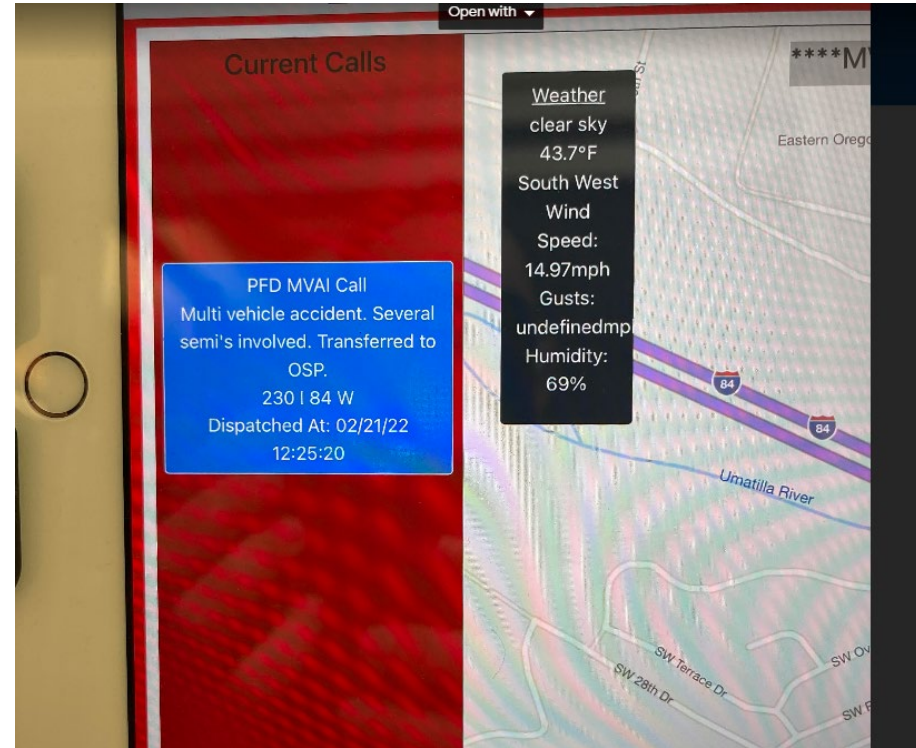 Open with
Current Calls
PFD MVAI Call
Multi vehicle accident. Several
semi's involved. Transferred to
OSP.
230 I 84 W
Dispatched At: 02/21/22
12:25:20
Weather
clear sky
43.7°F
South West
Wind
Speed:
14.97mph
Gusts:
undefinedmp
Humidity:
69%
****M
Eastern Oreg
84
84
Umatilla River
SW Terrace Dr
SW 28th Dr
SW Ov
SW